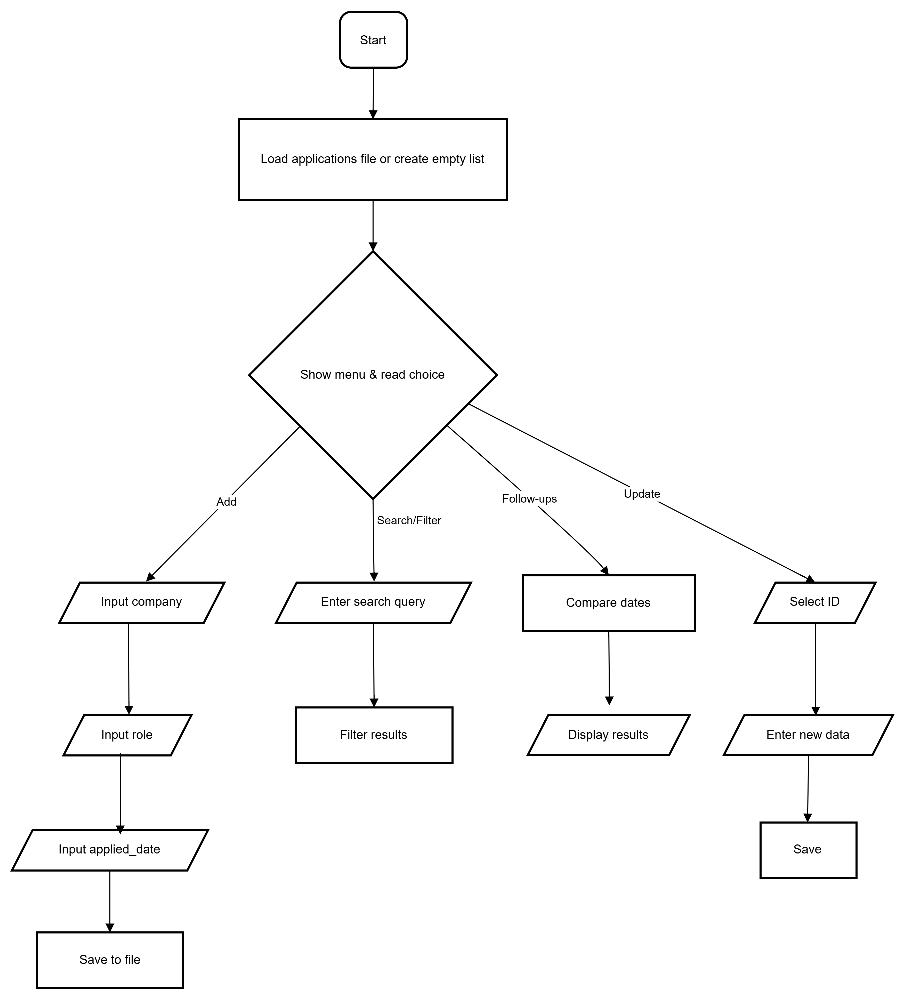 Start
Load applications file or create empty list
Show menu & read choice
Add
Search/Filter
Follow-ups
Update
Input company
Enter search query
Compare dates
Select ID
Input role
Filter results
Display results
Enter new data
Input applied_date
Save
Save to file